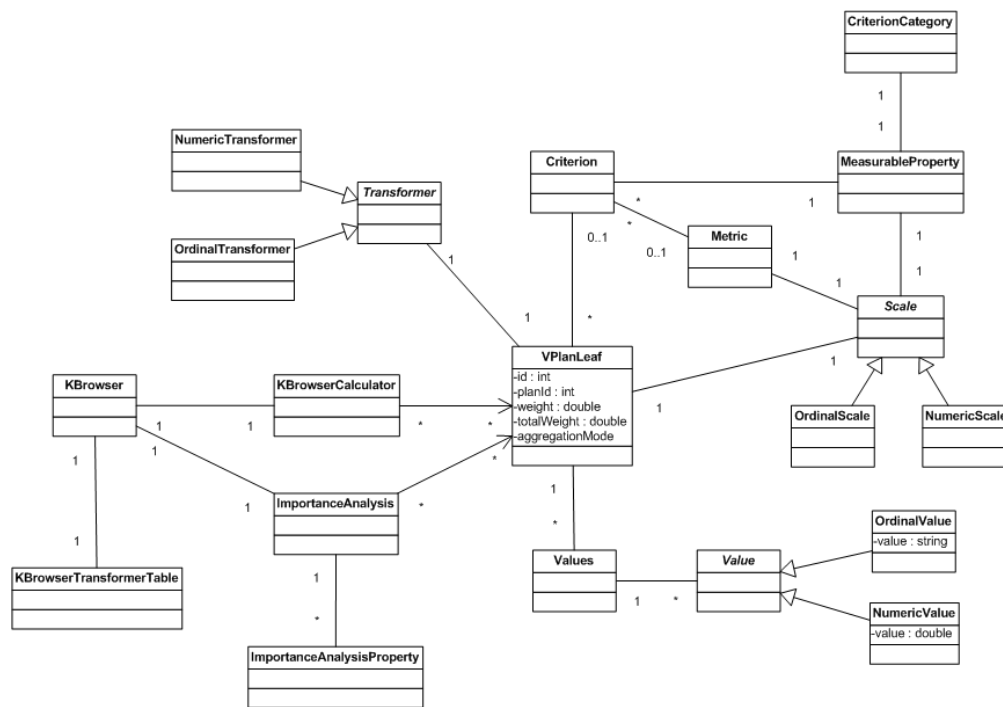 CriterionCategory
1
1
NumericTransformer
Transformer
Criterion
MeasurableProperty
*
1
*
OrdinalTransformer
0..1
Metric
1
0..1
1
1
1
1
Scale
1
*
VPlanLeaf
1
-id : int
-planId : int
-weight : double
-totalWeight : double
-aggregationMode
1
KBrowser
KBrowserCalculator
OrdinalScale
NumericScale
1
1
*
*
1
1
*
1
*
ImportanceAnalysis
1
*
1
KBrowserTransformerTable
1
*
Values
Value
OrdinalValue
-value : string
1
*
NumericValue
-value : double
ImportanceAnalysisProperty